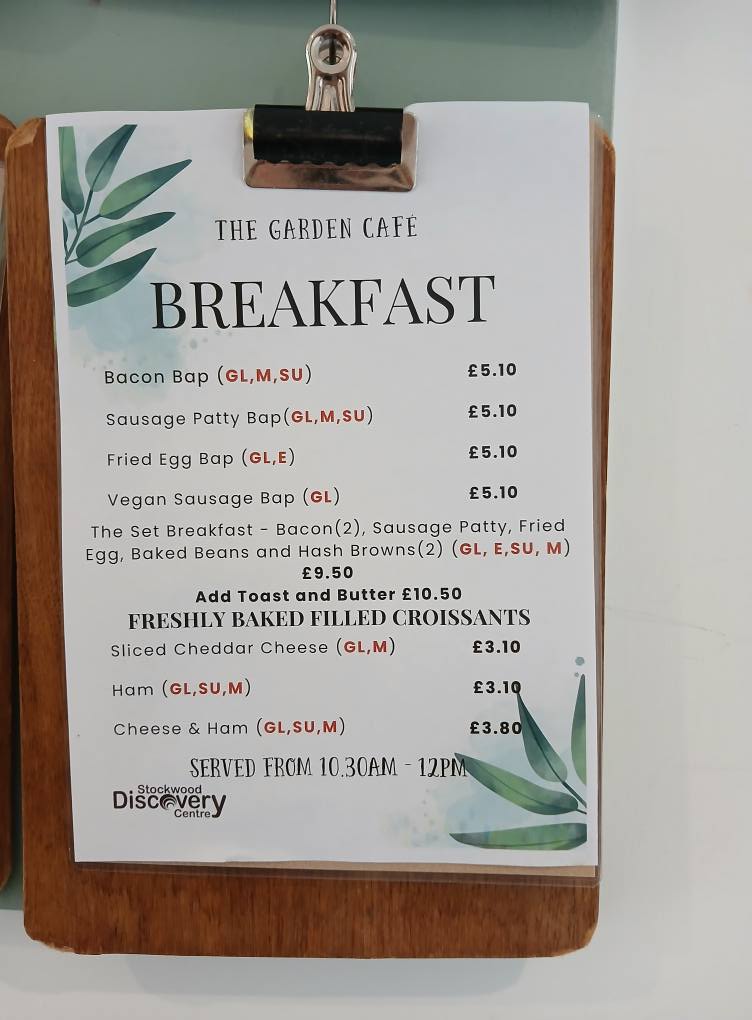 THE GARDEN CAFÉ
BREAKFAST
Bacon Bap (GL,M,SU) £5.10
Sausage Patty Bap(GL,M,SU) £5.10
Fried Egg Bap (GL,E) £5.10
Vegan Sausage Bap (GL) £5.10
The Set Breakfast - Bacon(2), Sausage Patty, Fried
Egg, Baked Beans and Hash Browns(2) (GL, E,SU, M)
£9.50
Add Toast and Butter £10.50
FRESHLY BAKED FILLED CROISSANTS
Sliced Cheddar Cheese (GL,M) £3.10
Ham (GL,SU,M) £3.10
Cheese & Ham (GL,SU,M) £3.80
SERVED FROM 10.30AM - 12PM
Stockwood
Discovery
Centre